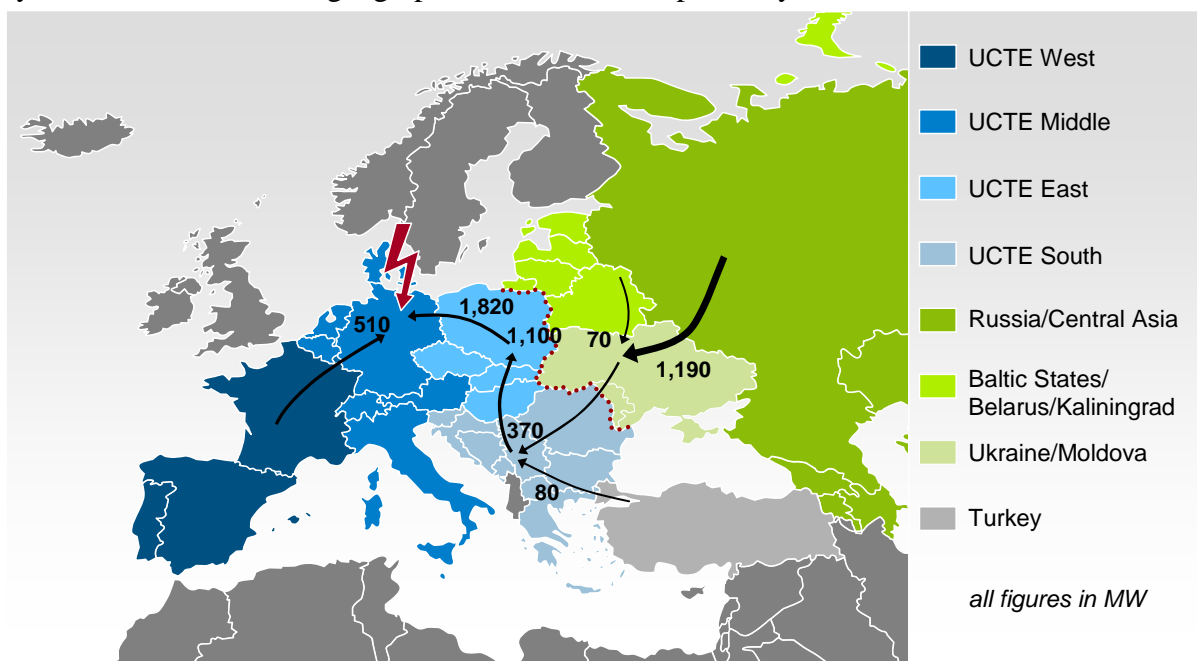 1,820
510
1,100
70
1,190
370
80
UCTE West
UCTE Middle
UCTE East
UCTE South
Russia/Central Asia
Baltic States/
Belarus/Kaliningrad
Ukraine/Moldova
Turkey
all figures in MW